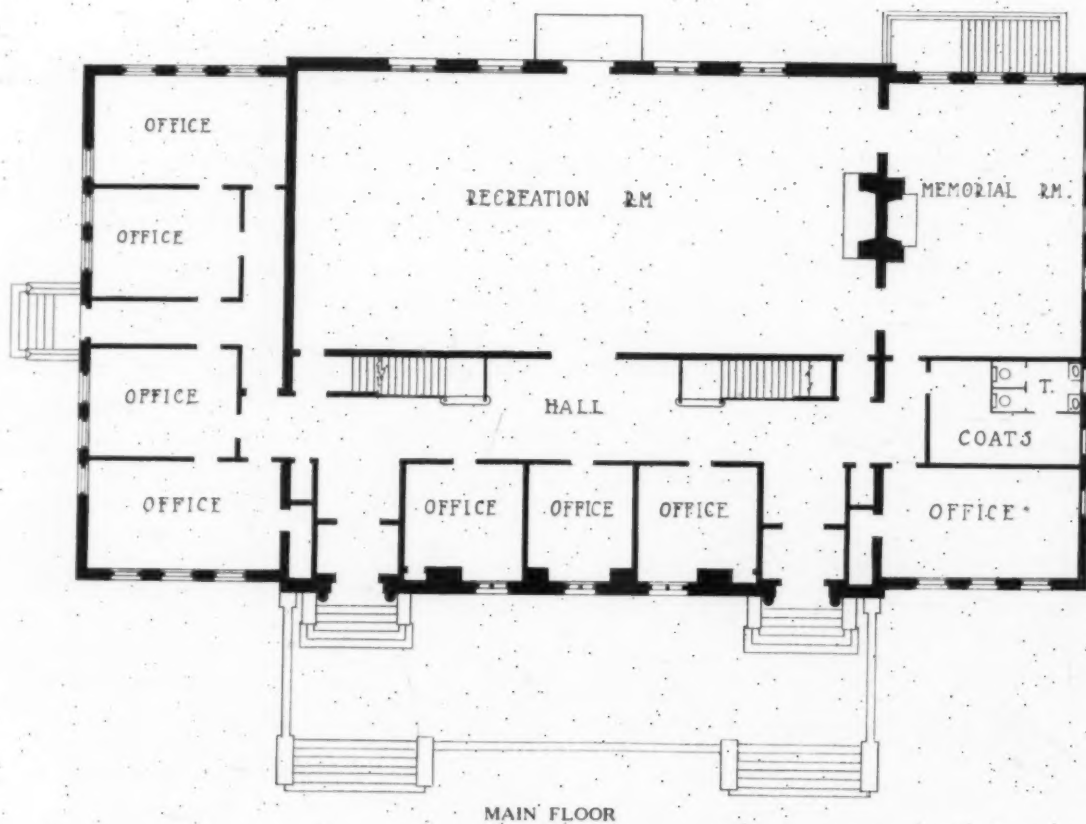 OFFICE
RECREATION RM
MEMORIAL RM.
OFFICE
OFFICE
HALL
T.
COATS
OFFICE
OFFICE
OFFICE
OFFICE
OFFICE
MAIN FLOOR